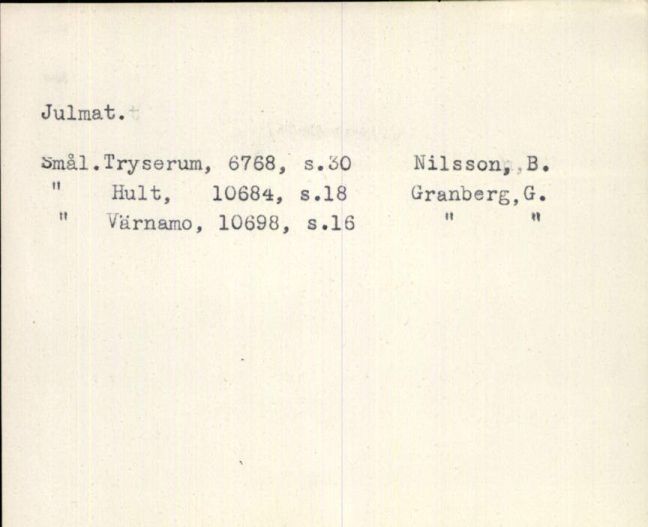 Julmat.
Smål.Tryserum, 6768, s.30 Nilsson, B.
" Hult, 10684, s.18 Granberg,G.
" Värnamo, 10698, s.16 " "